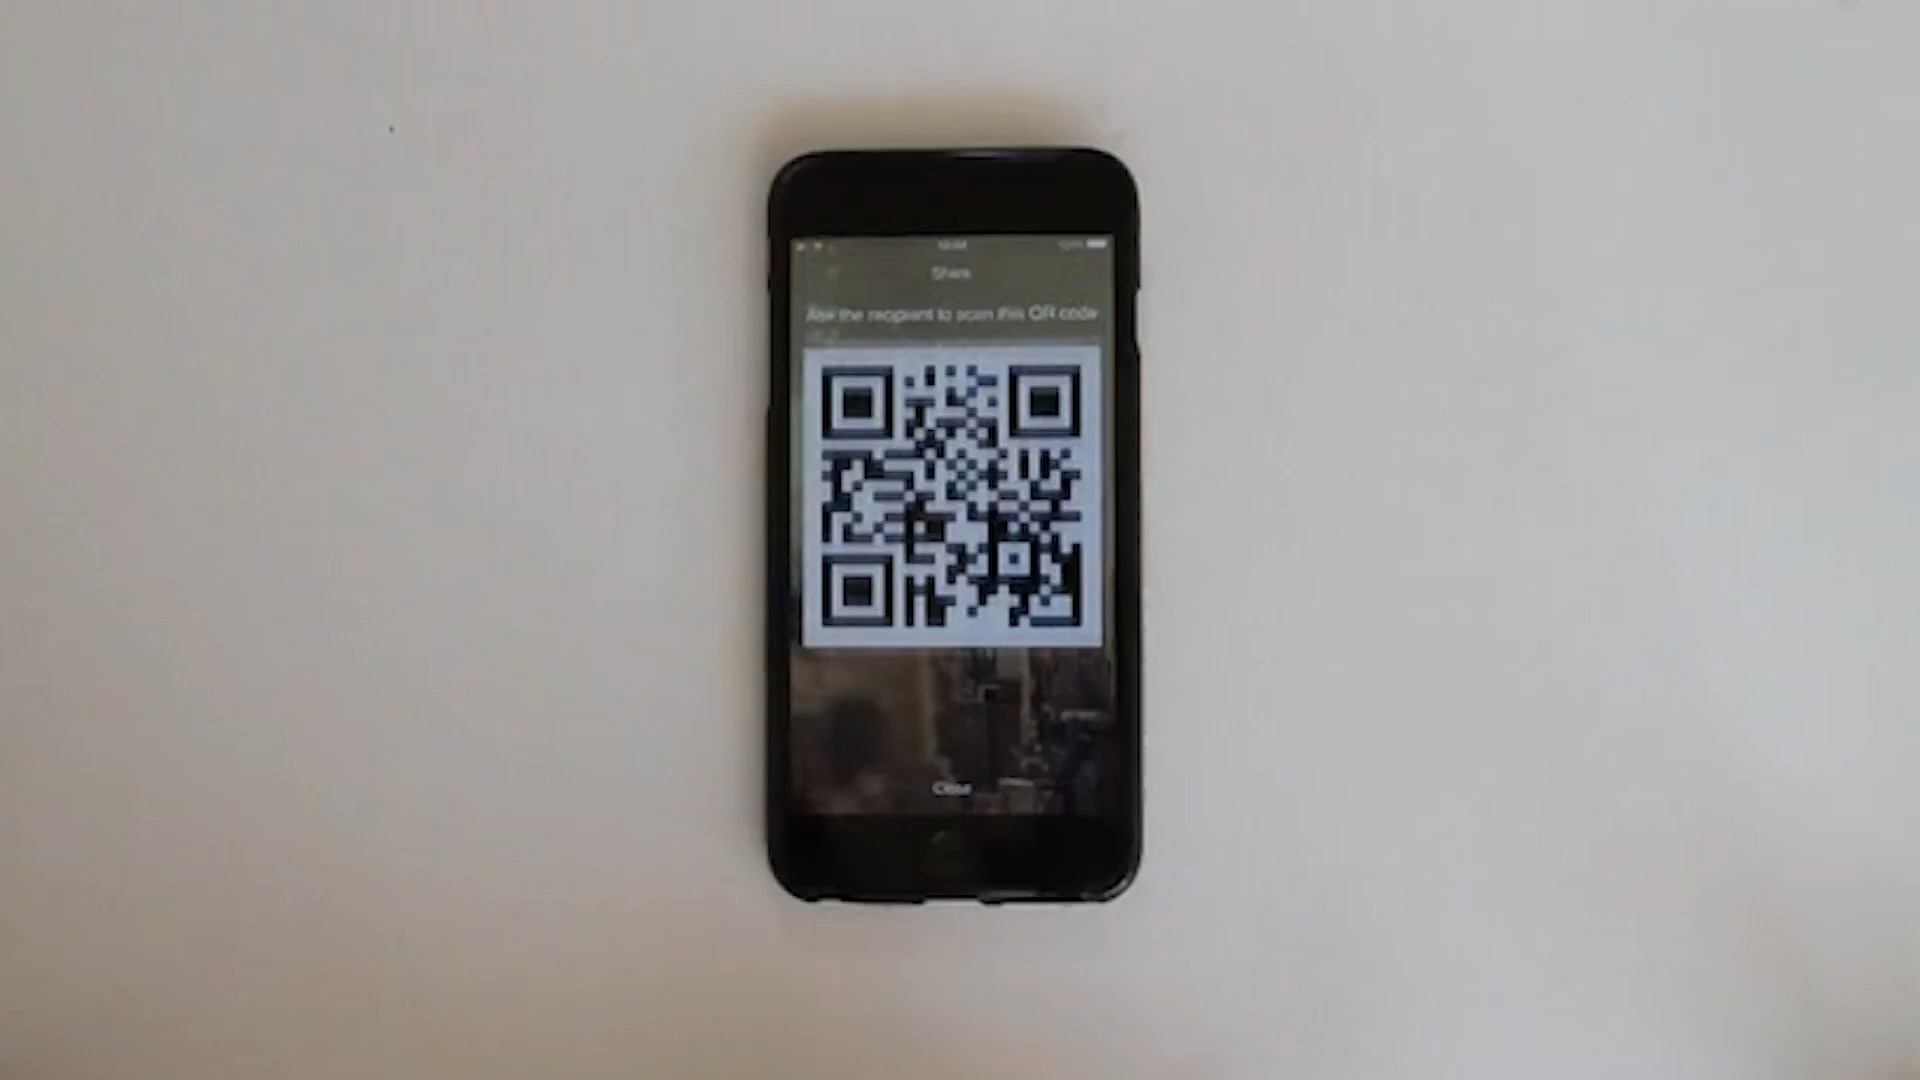 Share
Ask the recipient to scan this QR code
Close